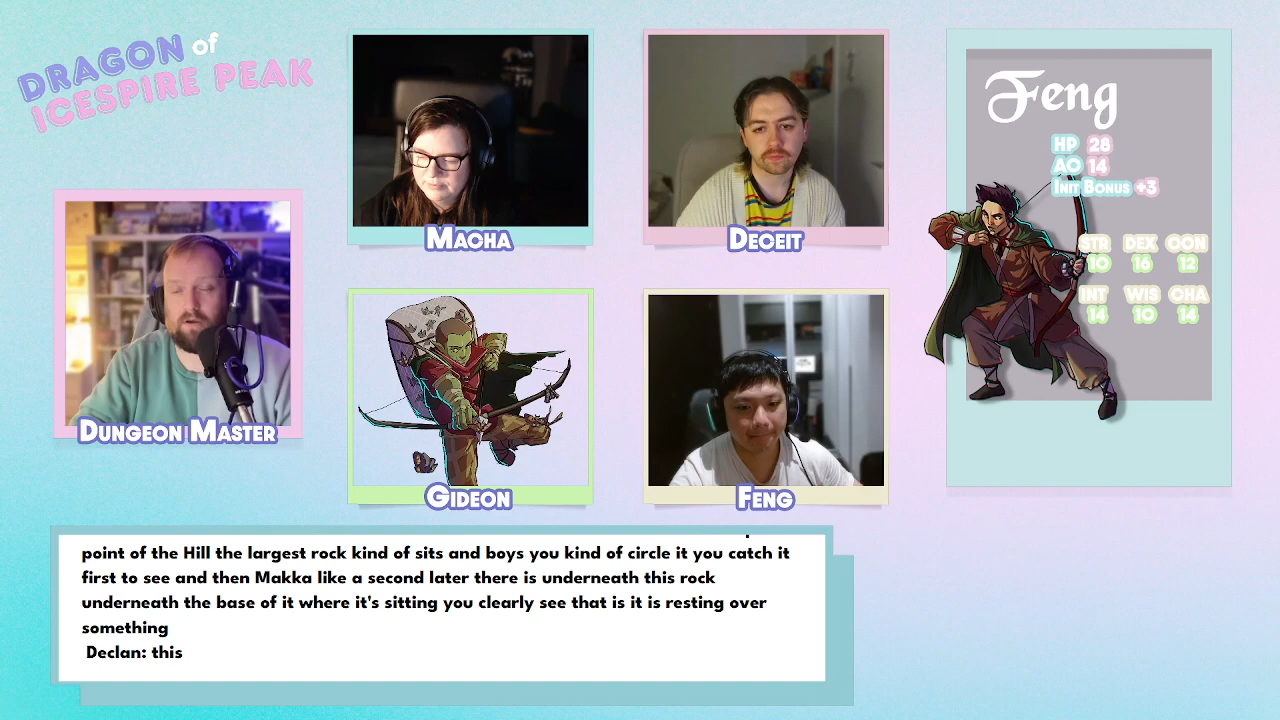 DRAGON of
ICESPIRE PEAK
Macha
Deceit
Dungeon Master
Gideon
Feng
Feng
HP 28
AC 14
Init Bonus +3
STR DEX CON
10 16 12
INT WIS CHA
14 10 14
point of the Hill the largest rock kind of sits and boys you kind of circle it you catch it
first to see and then Makka like a second later there is underneath this rock
underneath the base of it where it's sitting you clearly see that is it is resting over
something
Declan: this